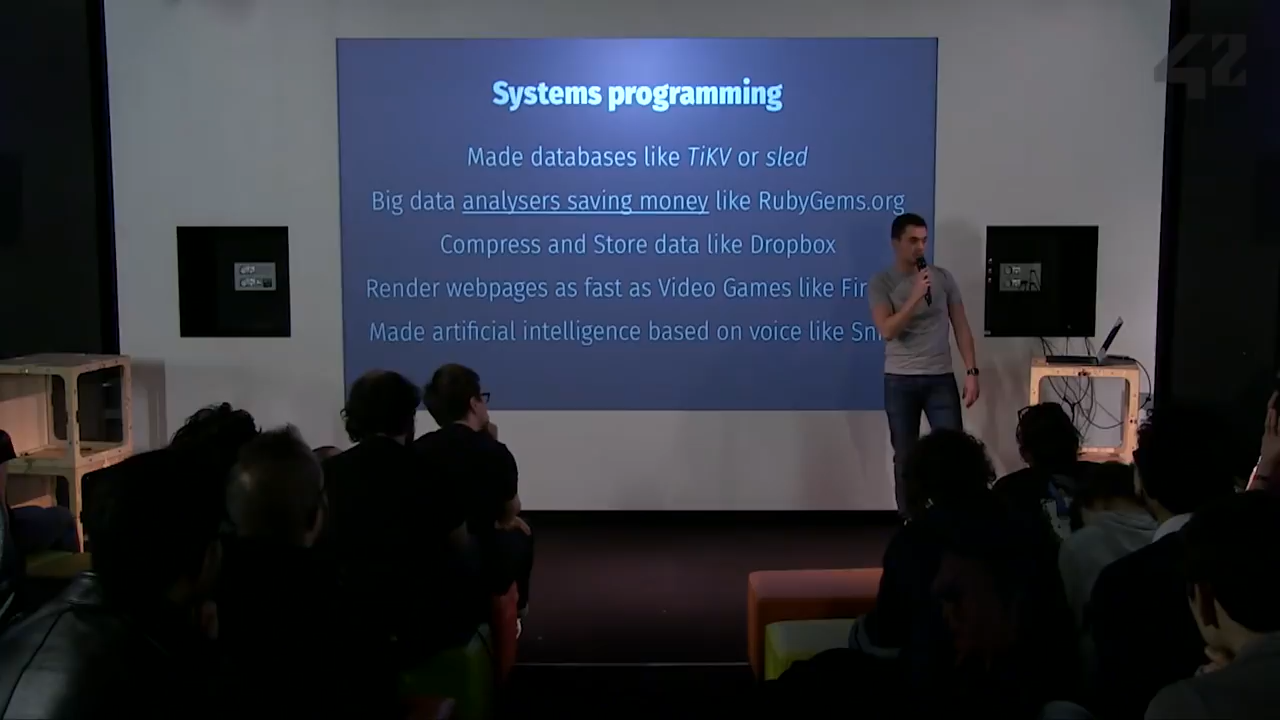 42
Systems programming
Made databases like TiKV or sled
Big data analysers saving money like RubyGems.org
Compress and Store data like Dropbox
Render webpages as fast as Video Games like
Made artificial intelligence based on voice like